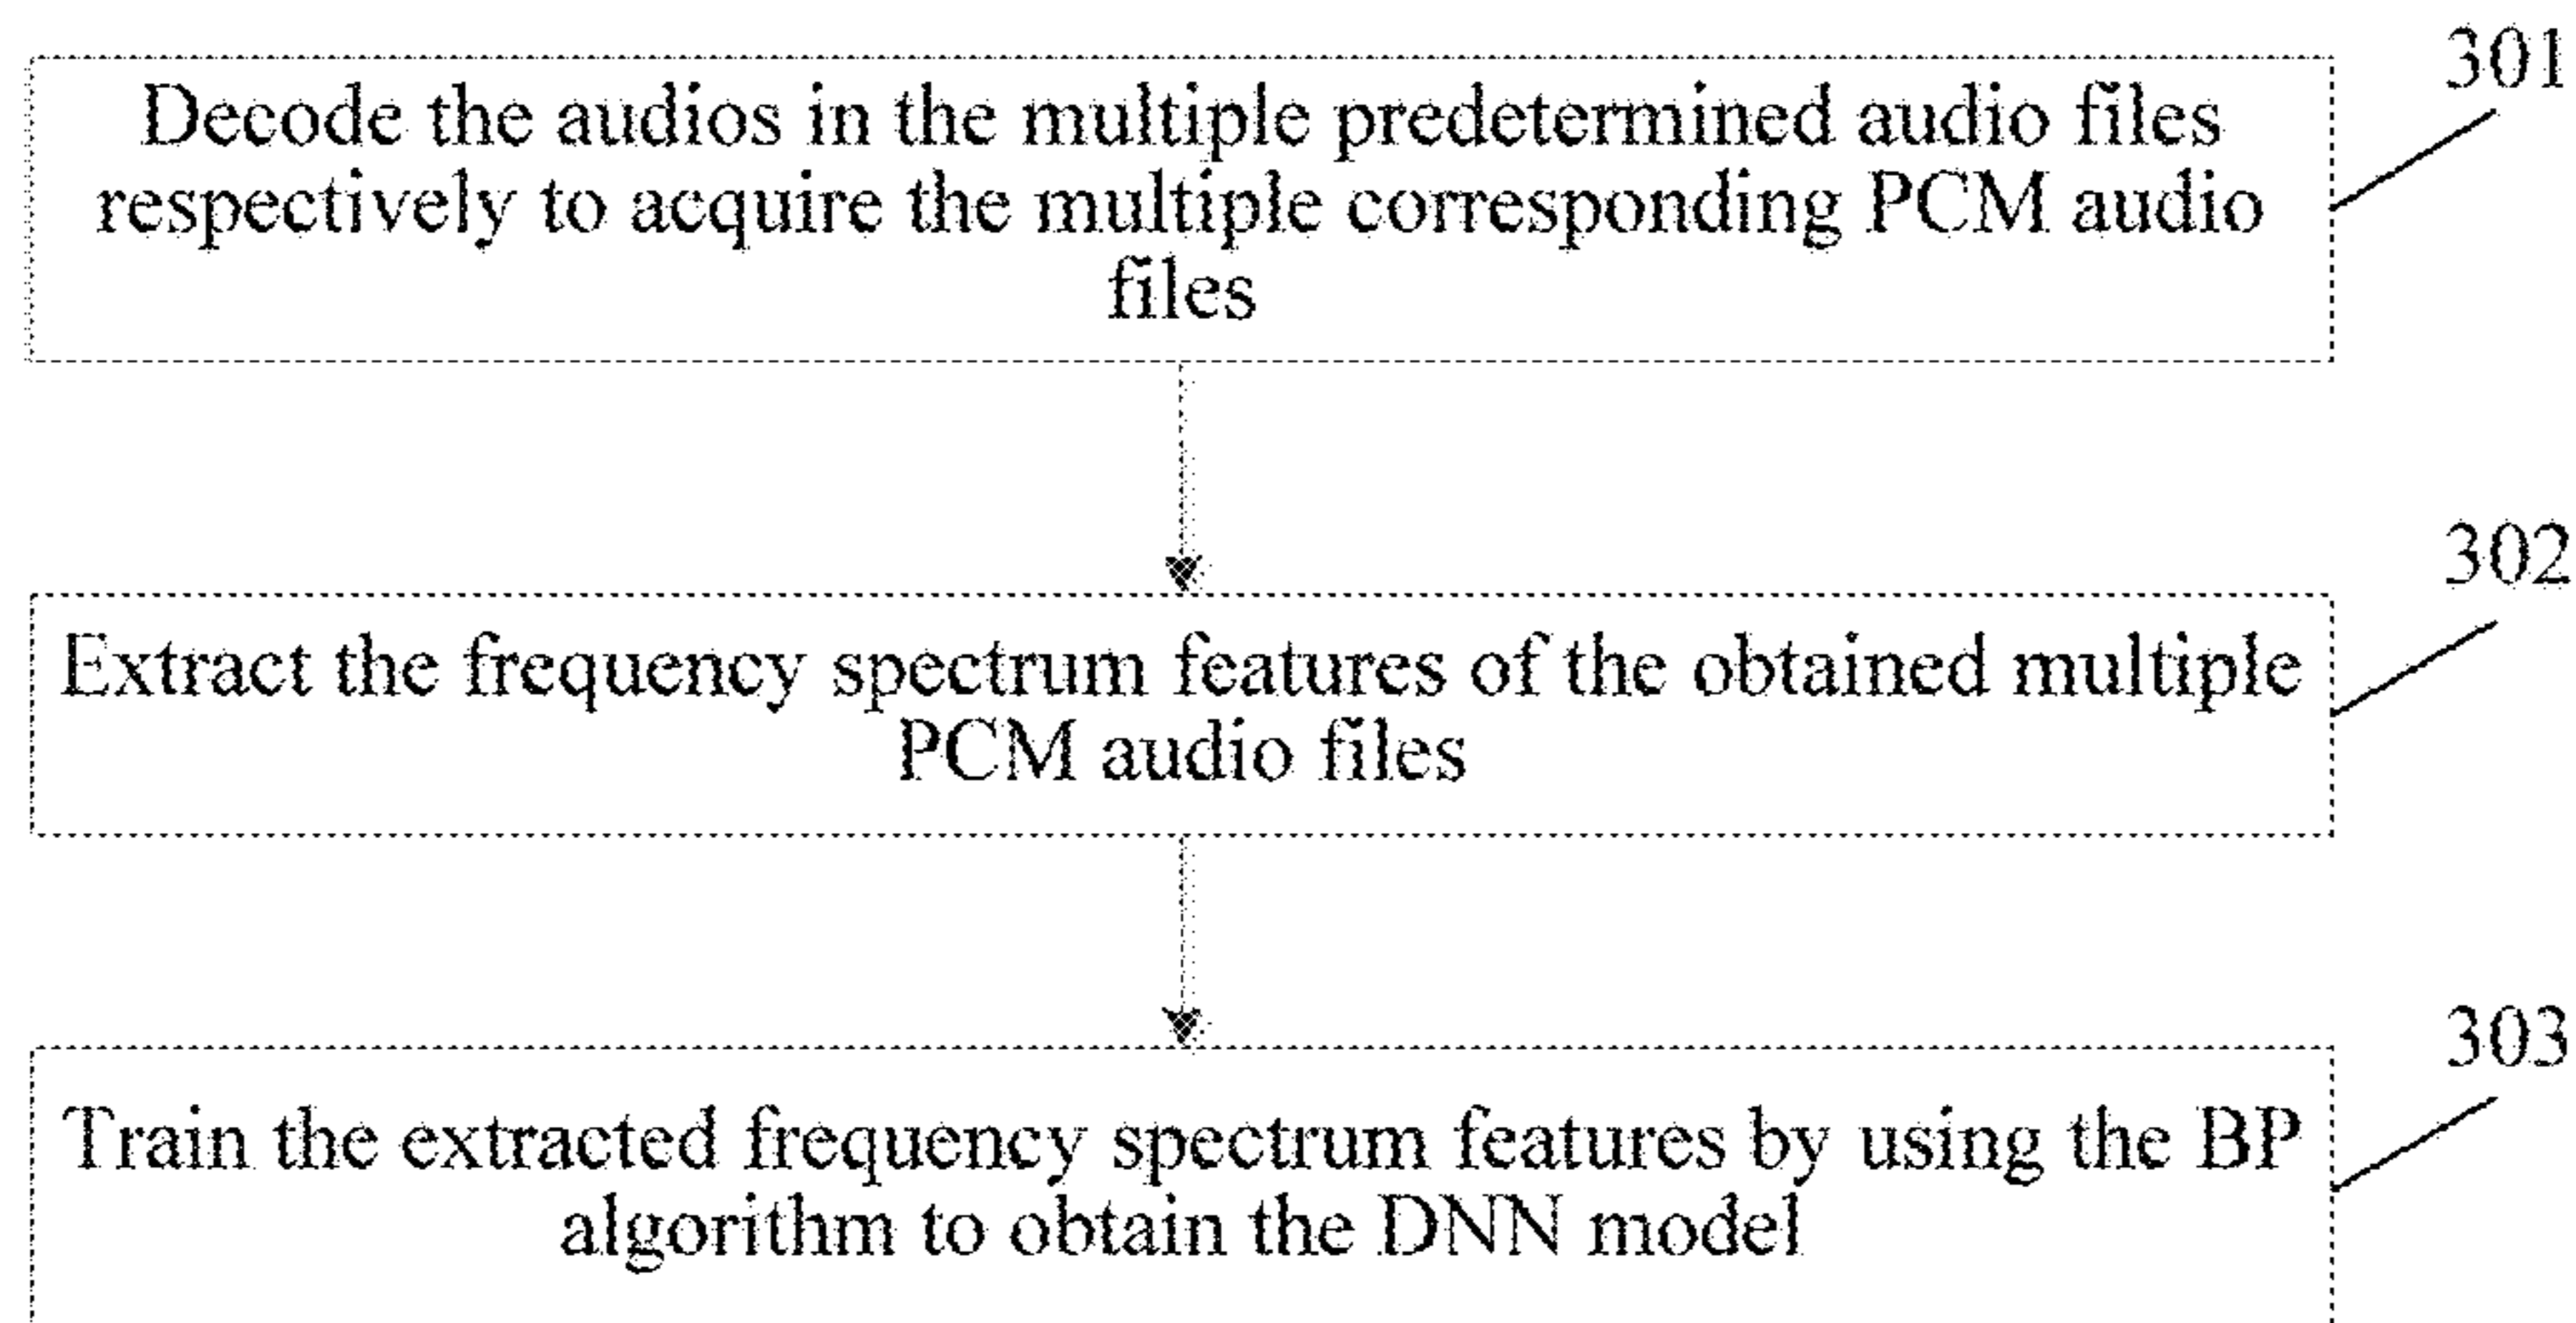 301
Decode the audios in the multiple predetermined audio files
respectively to acquire the multiple corresponding PCM audio
files
302
Extract the frequency spectrum features of the obtained multiple
PCM audio files
303
Train the extracted frequency spectrum features by using the BP
algorithm to obtain the DNN model